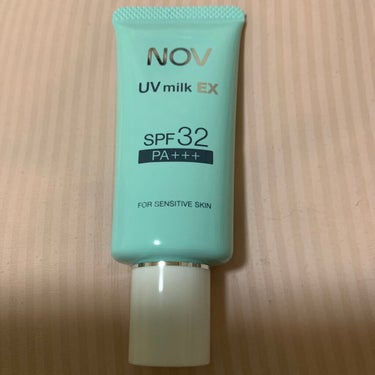 NOV
UV milk EX
SPF32
PA+++
FOR SENSITIVE SKIN